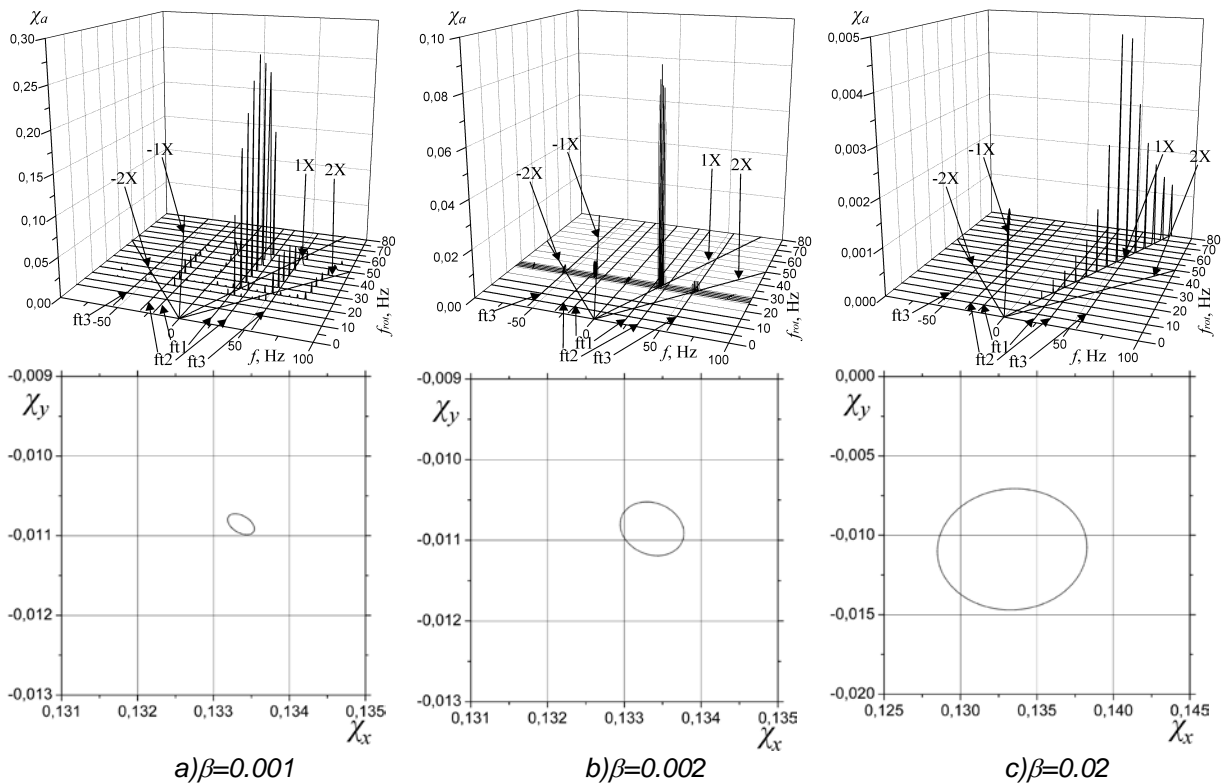 χa
0,30
0,25
0,20
0,15
0,10
0,05
0,00
-2X
-1X
1X
2X
ft3
-50
ft2
ft1
0
ft2
ft3
50
f, Hz
100
0
10
20
30
40
50
60
70
80
frot, Hz
χa
0,10
0,08
0,06
0,04
0,02
0,00
-2X
-1X
1X
2X
ft3
-50
ft2
ft1
0
ft3
50
f, Hz
100
0
10
20
30
40
50
60
70
80
frot, Hz
χa
0,005
0,004
0,003
0,002
0,001
0,000
-2X
-1X
1X
2X
ft3
-50
ft2
ft1
0
ft3
50
f, Hz
100
0
10
20
30
40
50
60
70
80
frot, Hz
-0,009
χy
-0,010
-0,011
-0,012
-0,013
0,131
0,132
0,133
0,134
0,135
χx
-0,009
χy
-0,010
-0,011
-0,012
-0,013
0,131
0,132
0,133
0,134
0,135
χx
0,000
χy
-0,005
-0,010
-0,015
-0,020
0,125
0,130
0,135
0,140
0,145
χx
a)β=0.001
b)β=0.002
c)β=0.02